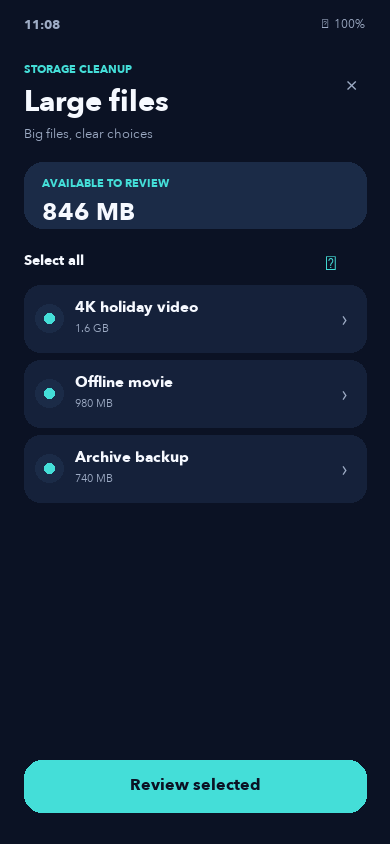 11:08
100%
STORAGE CLEANUP
Large files
×
Big files, clear choices
AVAILABLE TO REVIEW
846 MB
Select all
4K holiday video
1.6 GB
›
Offline movie
980 MB
›
Archive backup
740 MB
›
Review selected